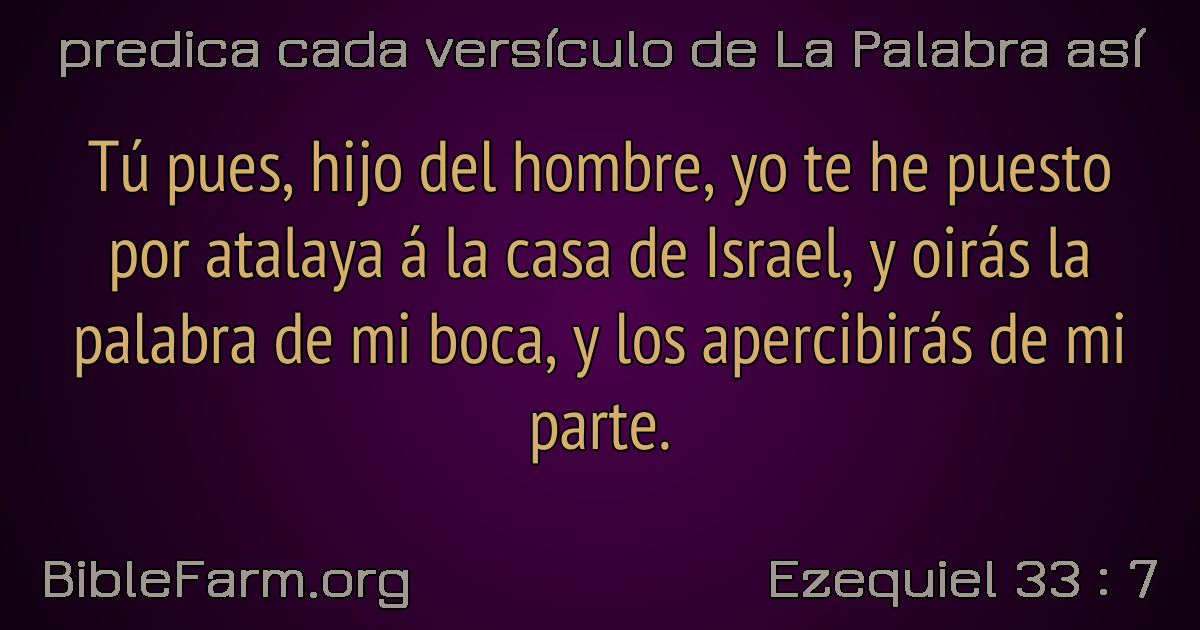 predica cada versículo de La Palabra así
Tú pues, hijo del hombre, yo te he puesto
por atalaya á la casa de Israel, y oirás la
palabra de mi boca, y los apercibirás de mi
parte.
BibleFarm.org
Ezequiel 33 : 7